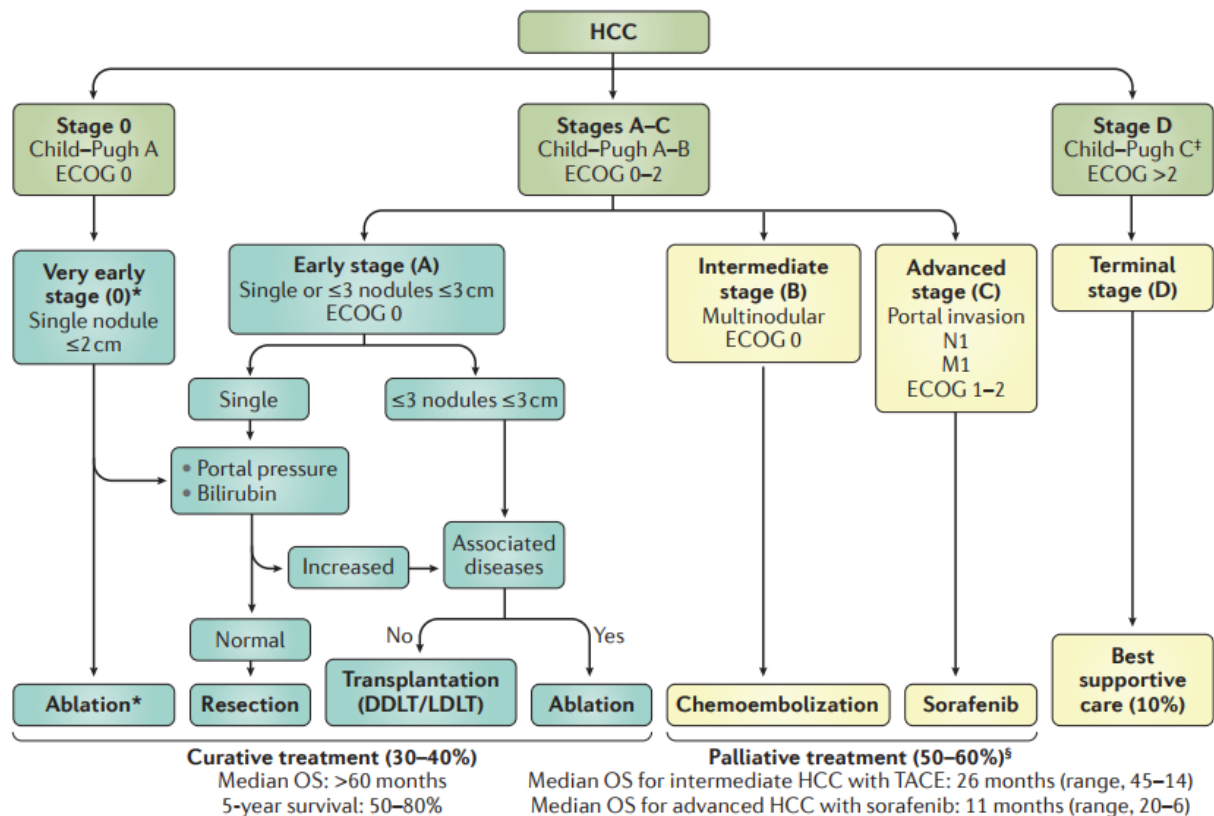 HCC
Stage 0
Child–Pugh A
ECOG 0
Stages A–C
Child–Pugh A–B
ECOG 0–2
Stage D
Child–Pugh C‡
ECOG >2
Very early
stage (0)*
Single nodule
≤2 cm
Early stage (A)
Single or ≤3 nodules ≤3 cm
ECOG 0
Intermediate
stage (B)
Multinodular
ECOG 0
Advanced
stage (C)
Portal invasion
N1
M1
ECOG 1–2
Terminal
stage (D)
Single
≤3 nodules ≤3 cm
• Portal pressure
• Bilirubin
Increased
Associated
diseases
Normal
No
Yes
Ablation*
Resection
Transplantation
(DDLT/LDLT)
Ablation
Chemoembolization
Sorafenib
Best
supportive
care (10%)
Curative treatment (30–40%)
Median OS: >60 months
5-year survival: 50–80%
Palliative treatment (50–60%)§
Median OS for intermediate HCC with TACE: 26 months (range, 45–14)
Median OS for advanced HCC with sorafenib: 11 months (range, 20–6)